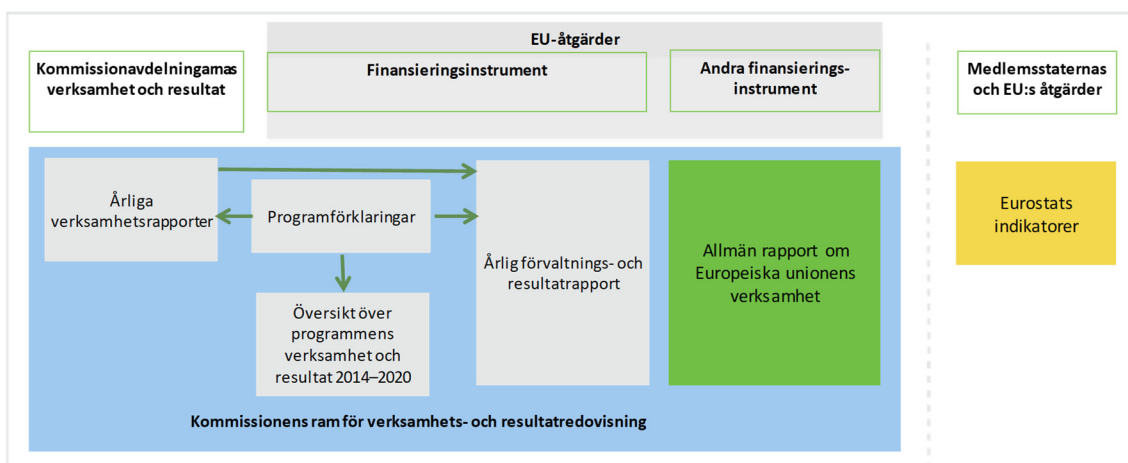 EU-åtgärder
Kommissionavdelningarnas
verksamhet och resultat
Finansieringsinstrument
Andra finansierings-
instrument
Medlemsstaternas
och EU:s åtgärder
Årliga
verksamhetsrapporter
Programförklaringar
Årlig förvaltnings- och
resultatrapport
Allmän rapport om
Europeiska unionens
verksamhet
Eurostats
indikatorer
Översikt över
programmens
verksamhet och
resultat 2014–2020
Kommissionens ram för verksamhets- och resultatredovisning